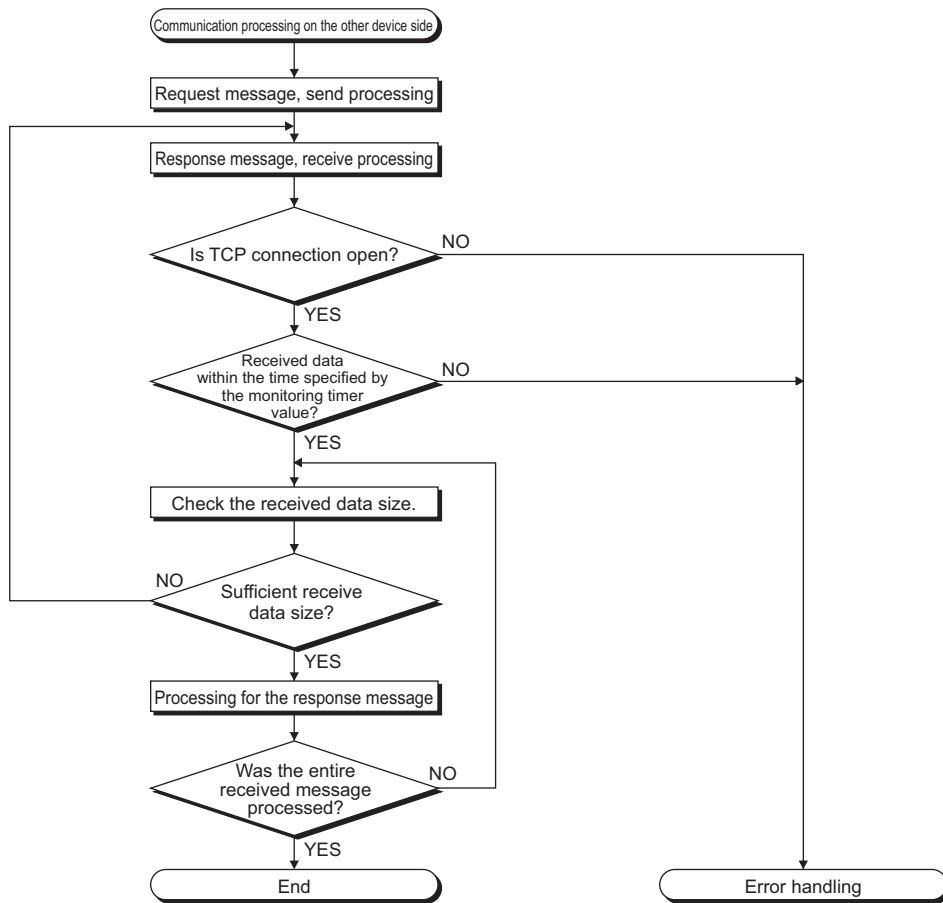 Communication processing on the other device side
Request message, send processing
Response message, receive processing
Is TCP connection open?
NO
YES
Received data
within the time specified by
the monitoring timer
value?
NO
YES
Check the received data size.
Sufficient receive
data size?
NO
YES
Processing for the response message
Was the entire
received message
processed?
NO
YES
End
Error handling